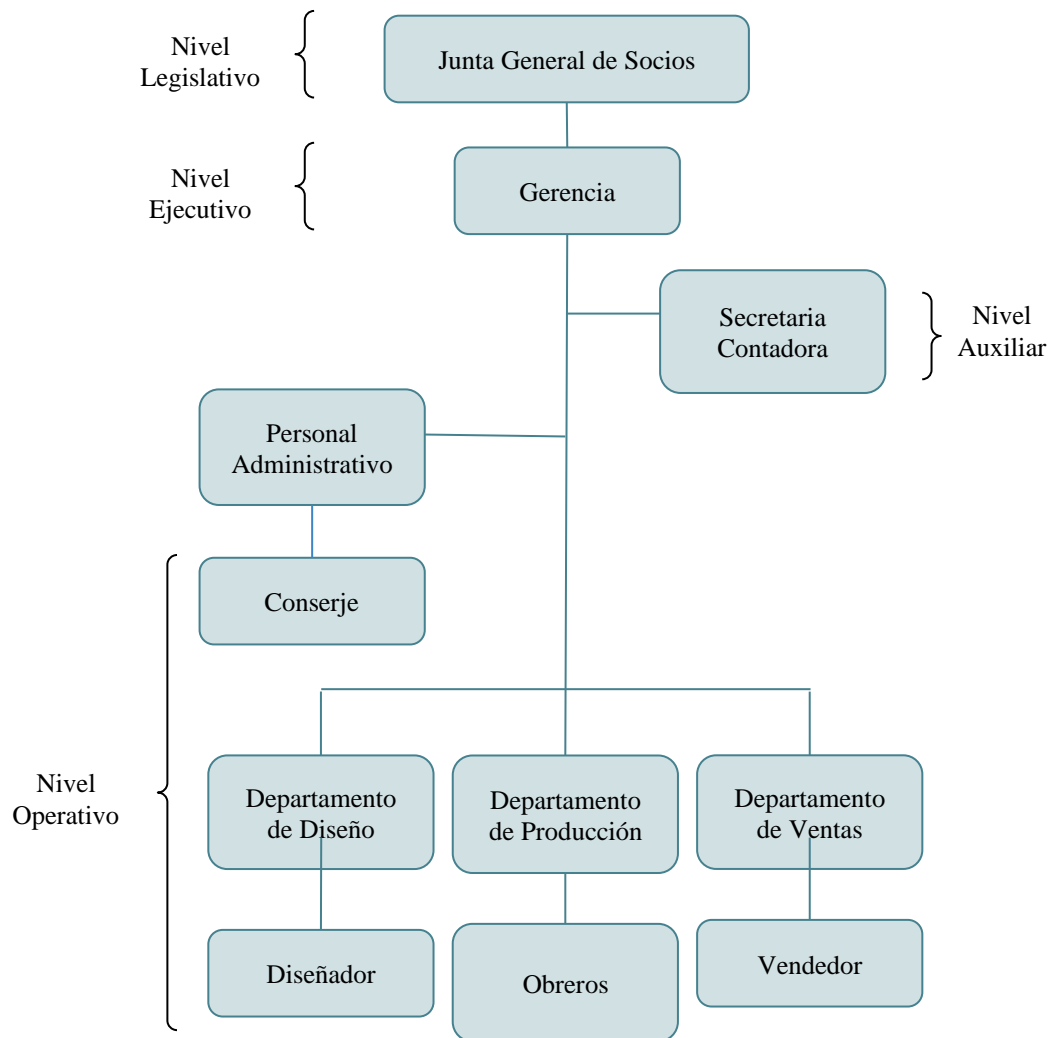 Nivel
Legislativo
Junta General de Socios
Nivel
Ejecutivo
Gerencia
Secretaria
Contadora
Nivel
Auxiliar
Personal
Administrativo
Conserje
Nivel
Operativo
Departamento
de Diseño
Departamento
de Producción
Departamento
de Ventas
Diseñador
Obreros
Vendedor